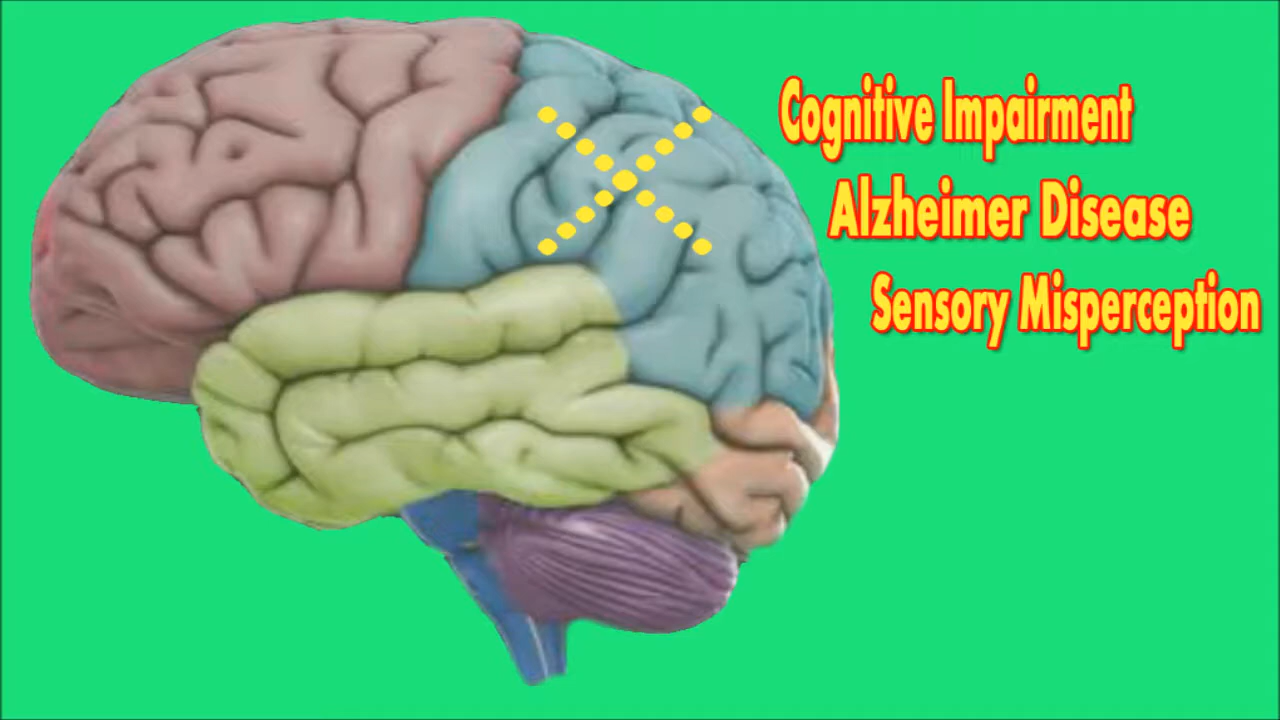 Cognitive Impairment
Alzheimer Disease
Sensory Misperception